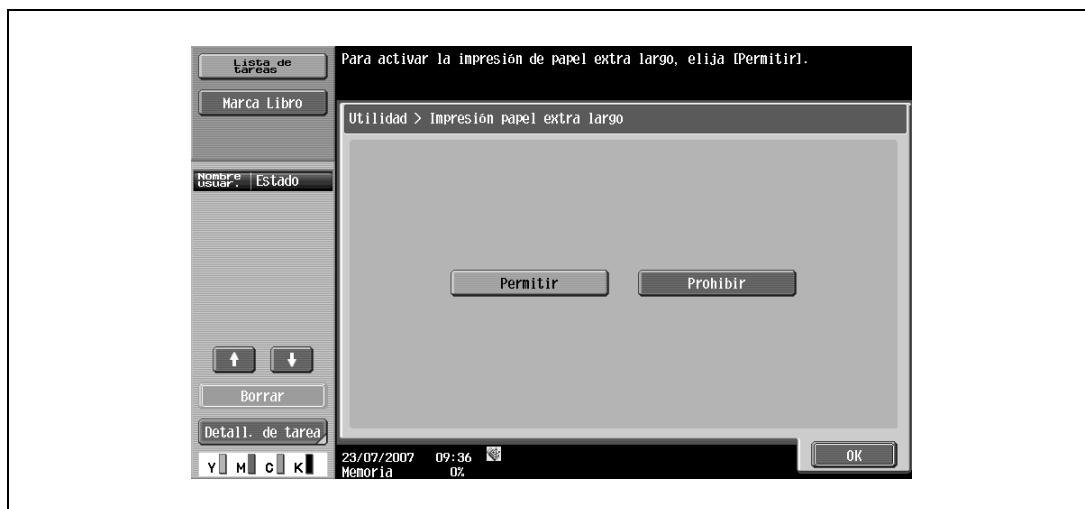 Lista de
tareas
Para activar la impresión de papel extra largo, elija [Permitir].
Marca Libro
Utilidad > Impresión papel extra largo
Nombre
usuar.
Estado
Permitir
Prohibir
Borrar
Detall. de tarea
Y M C K
23/07/2007 09:36
Memoria 0%
OK